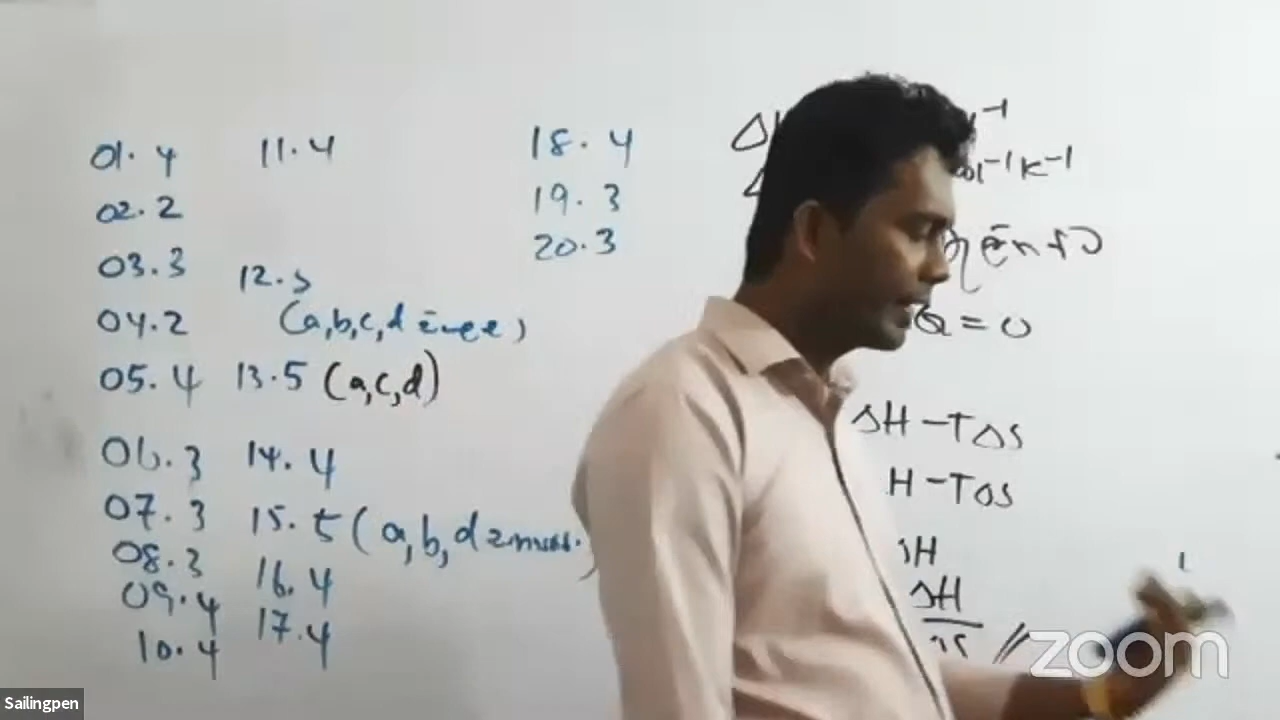 01. 4
02. 2
03. 3
04. 2
05. 4
06. 3
07. 3
08. 3
09. 4
10. 4
11. 4
12. 5
(a, b, c, d
13. 5 (a, c, d)
14. 4
15. 5 (a, b, d
16. 4
17. 4
18. 4
19. 3
20. 3
K⁻¹
= 0
ΔH - TΔS
H - TΔS
ΔH
zoom
Sailingpen